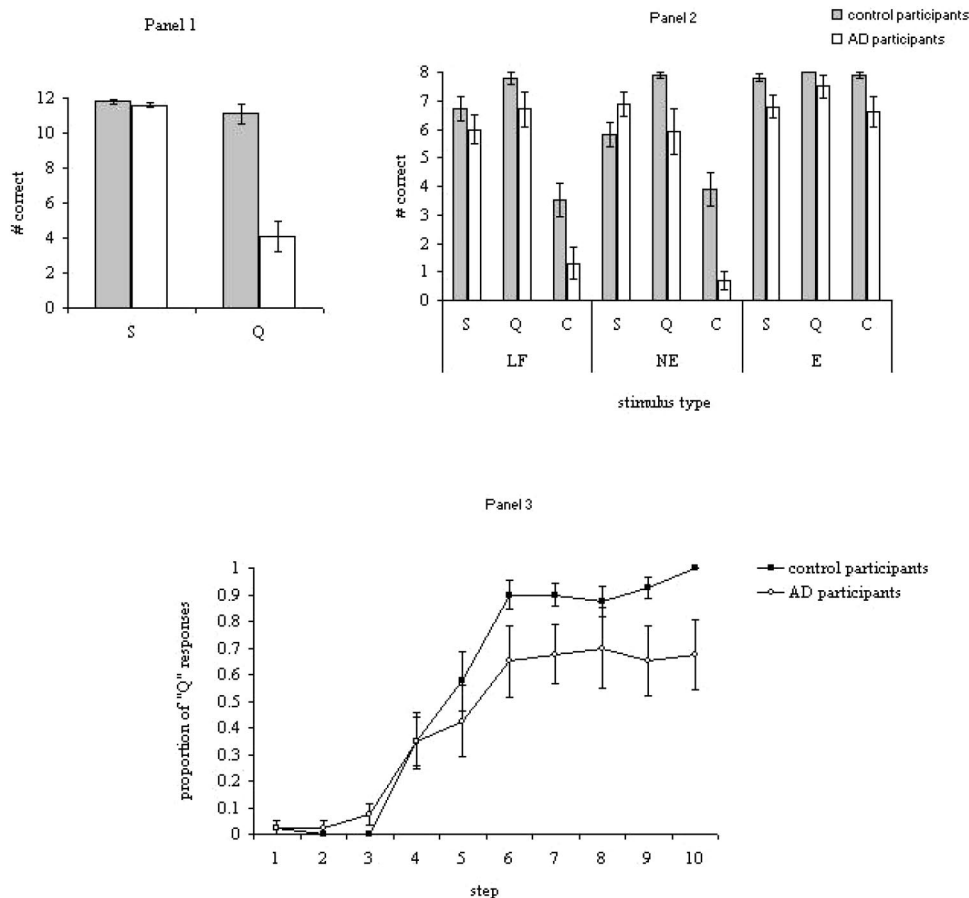 Panel 1
# correct
12
10
8
6
4
2
0
S Q
Panel 2
control participants
AD participants
# correct
8
7
6
5
4
3
2
1
0
S Q C S Q C S Q C
LF NE E
stimulus type
Panel 3
proportion of "Q" responses
1
0.9
0.8
0.7
0.6
0.5
0.4
0.3
0.2
0.1
0
1 2 3 4 5 6 7 8 9 10
step
control participants
AD participants